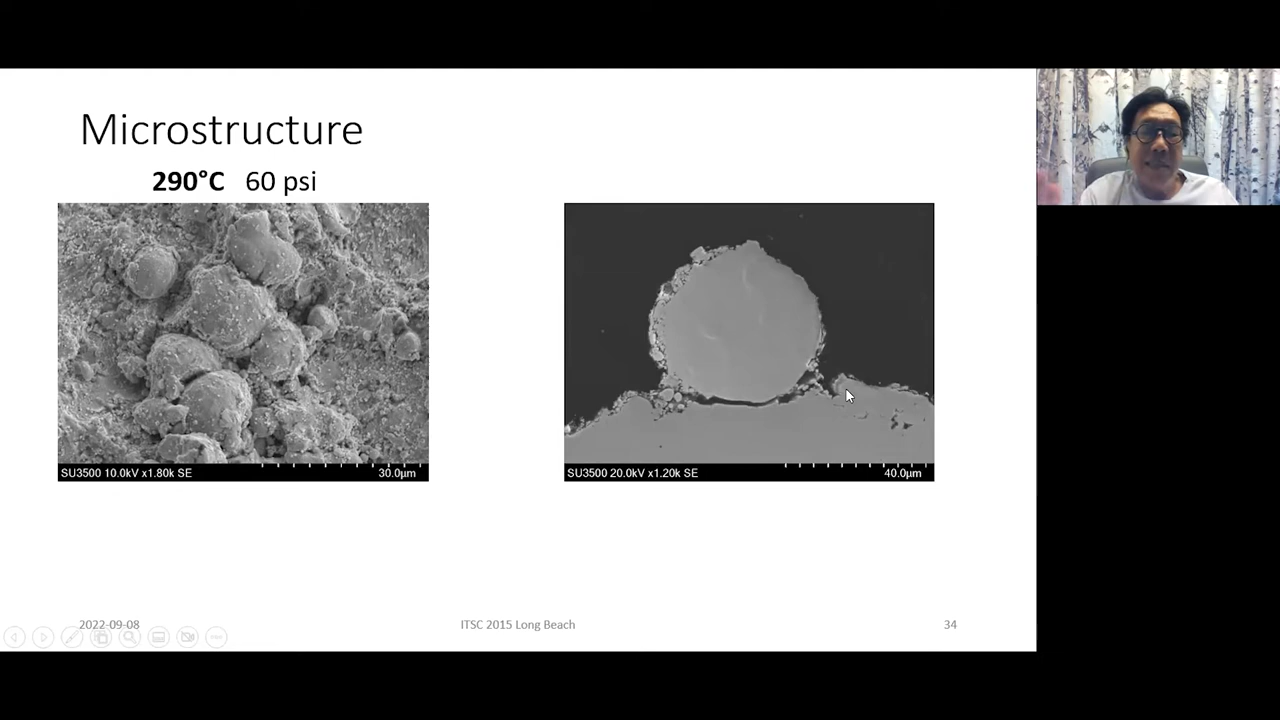 Microstructure
290°C 60 psi
SU3500 10.0kV x1.80k SE 30.0µm
SU3500 20.0kV x1.20k SE 40.0µm
2022-09-08 ITSC 2015 Long Beach 34